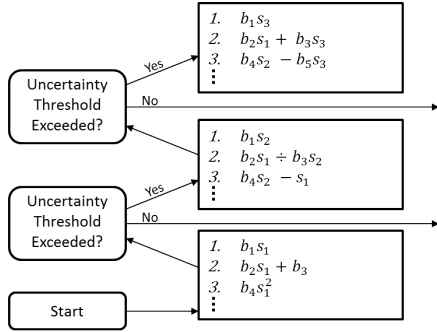 1. b₁s₃
2. b₂s₁ + b₃s₃
3. b₄s₂ − b₅s₃
⋮
Yes
Uncertainty
Threshold
Exceeded?
No
1. b₁s₂
2. b₂s₁ ÷ b₃s₂
3. b₄s₂ − s₁
⋮
Yes
Uncertainty
Threshold
Exceeded?
No
1. b₁s₁
2. b₂s₁ + b₃
3. b₄s₁²
⋮
Start